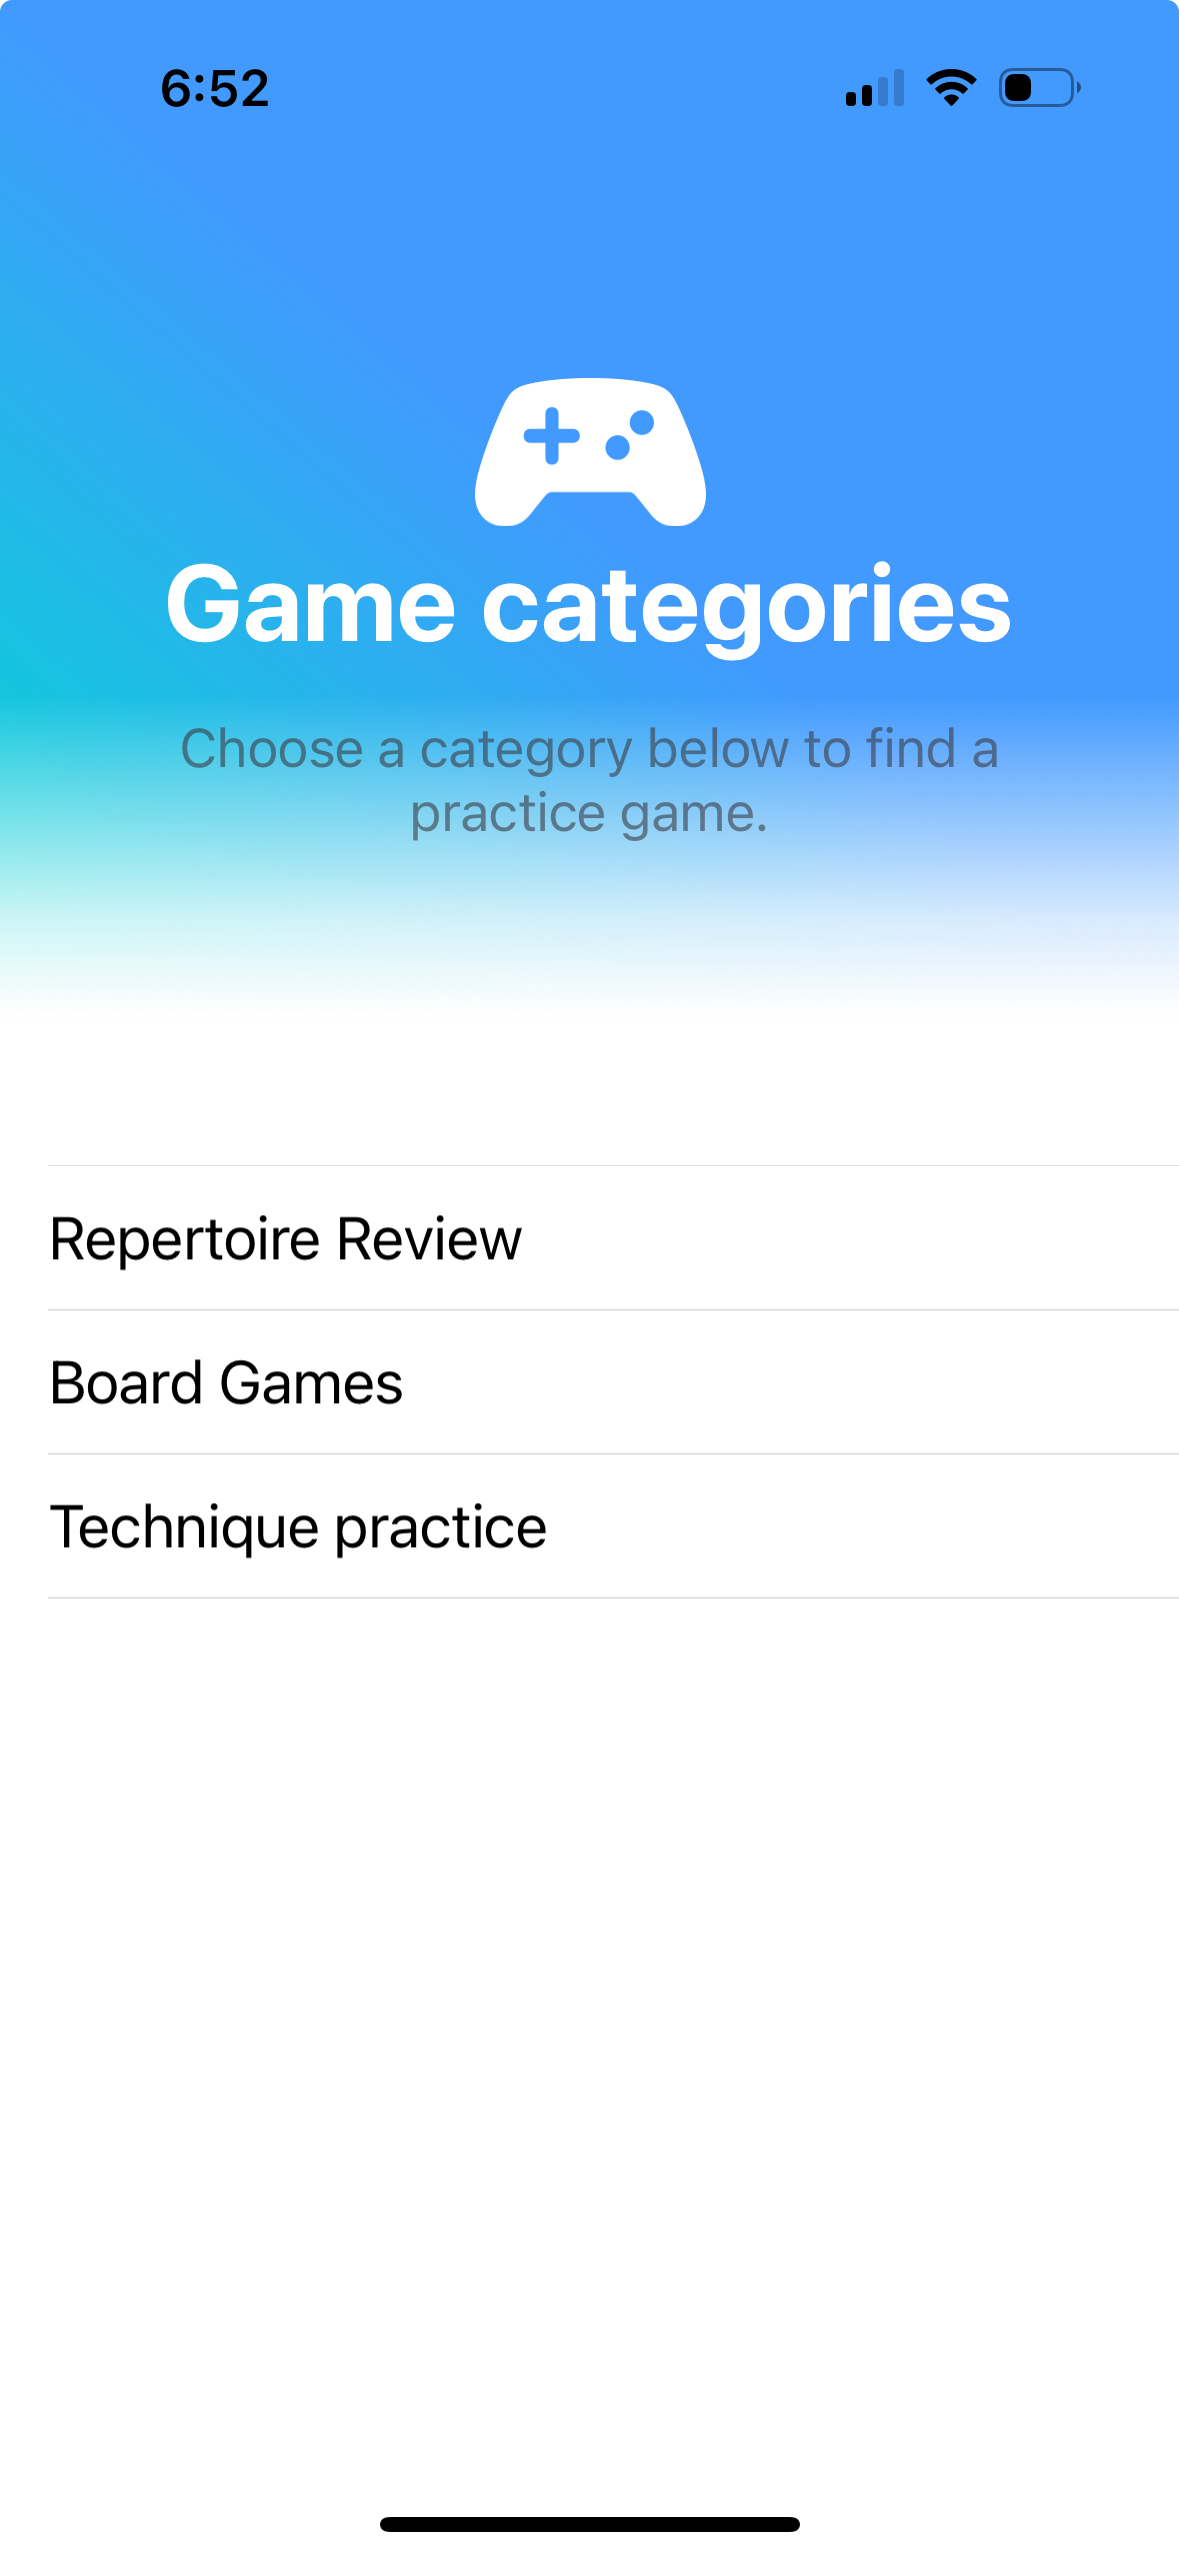 6:52
Game categories
Choose a category below to find a
practice game.
Repertoire Review
Board Games
Technique practice